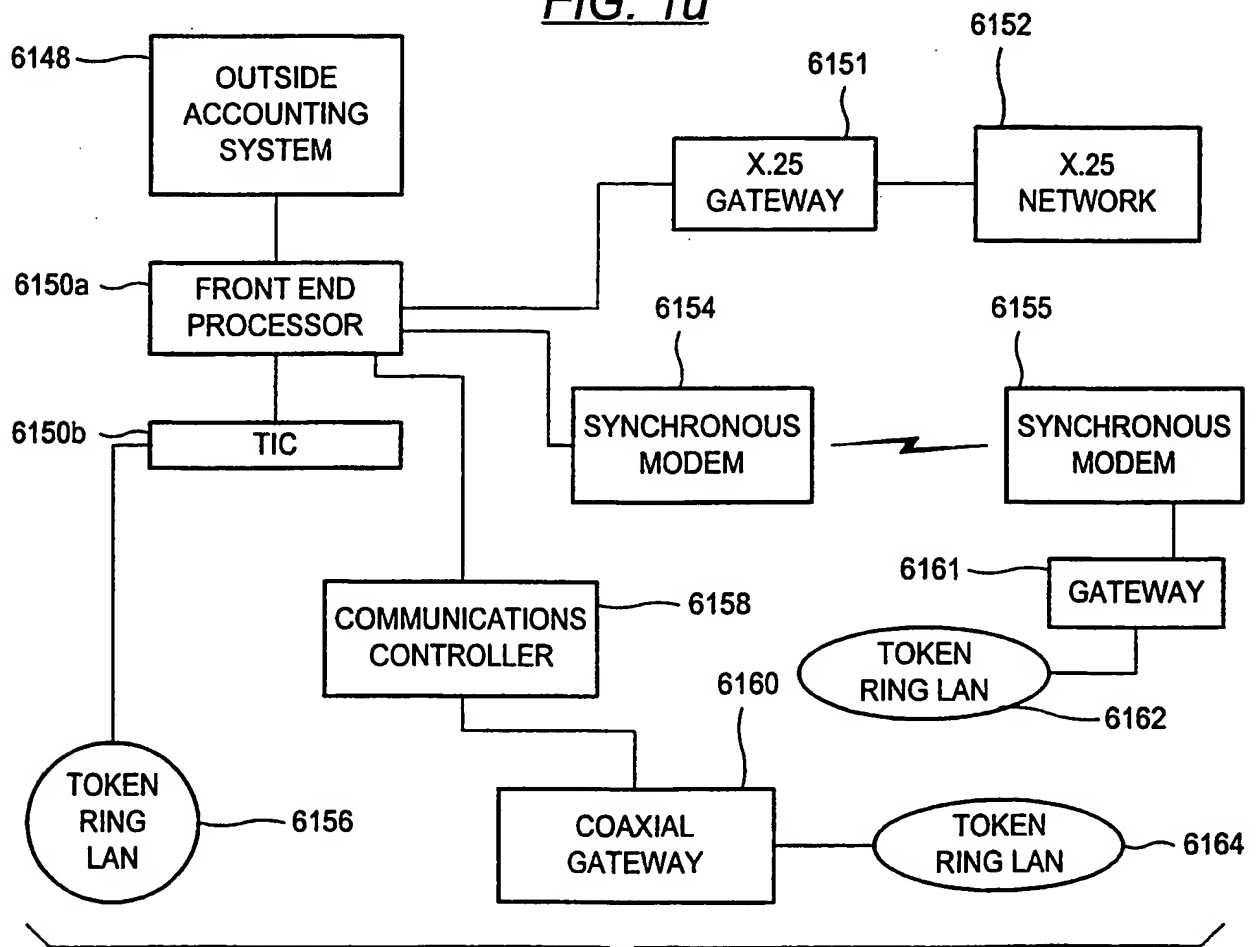 FIG. 1u
6148
OUTSIDE
ACCOUNTING
SYSTEM
6151
6152
X.25
GATEWAY
X.25
NETWORK
6150a
FRONT END
PROCESSOR
6154
6155
6150b
TIC
SYNCHRONOUS
MODEM
SYNCHRONOUS
MODEM
6161
GATEWAY
COMMUNICATIONS
CONTROLLER
6158
TOKEN
RING LAN
6162
6160
TOKEN
RING
LAN
6156
COAXIAL
GATEWAY
TOKEN
RING LAN
6164